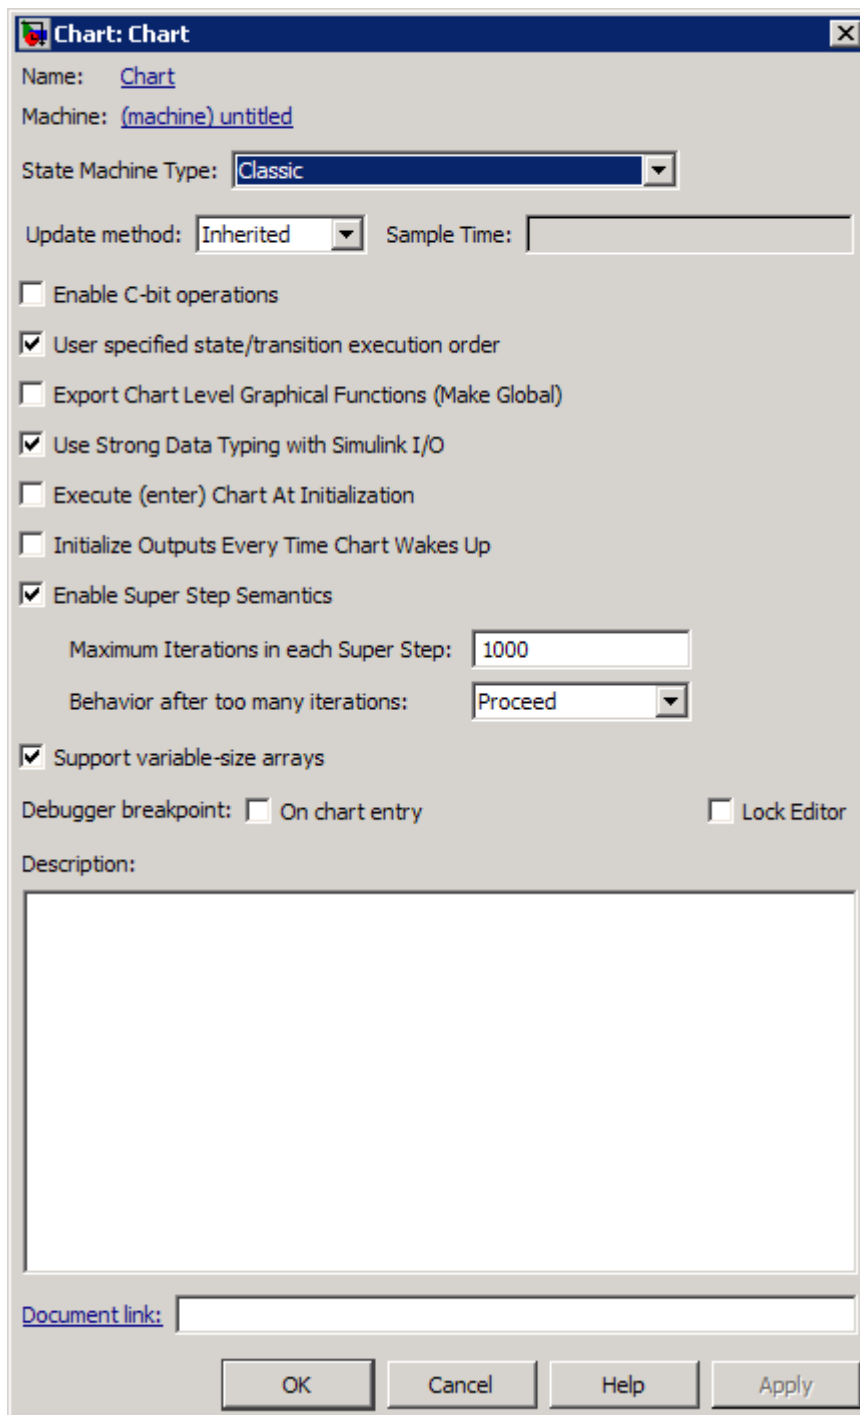 Chart: Chart
Name: Chart
Machine: (machine) untitled
State Machine Type: Classic
Update method: Inherited Sample Time:
Enable C-bit operations
User specified state/transition execution order
Export Chart Level Graphical Functions (Make Global)
Use Strong Data Typing with Simulink I/O
Execute (enter) Chart At Initialization
Initialize Outputs Every Time Chart Wakes Up
Enable Super Step Semantics
Maximum Iterations in each Super Step: 1000
Behavior after too many iterations: Proceed
Support variable-size arrays
Debugger breakpoint: On chart entry Lock Editor
Description:
Document link:
OK Cancel Help Apply